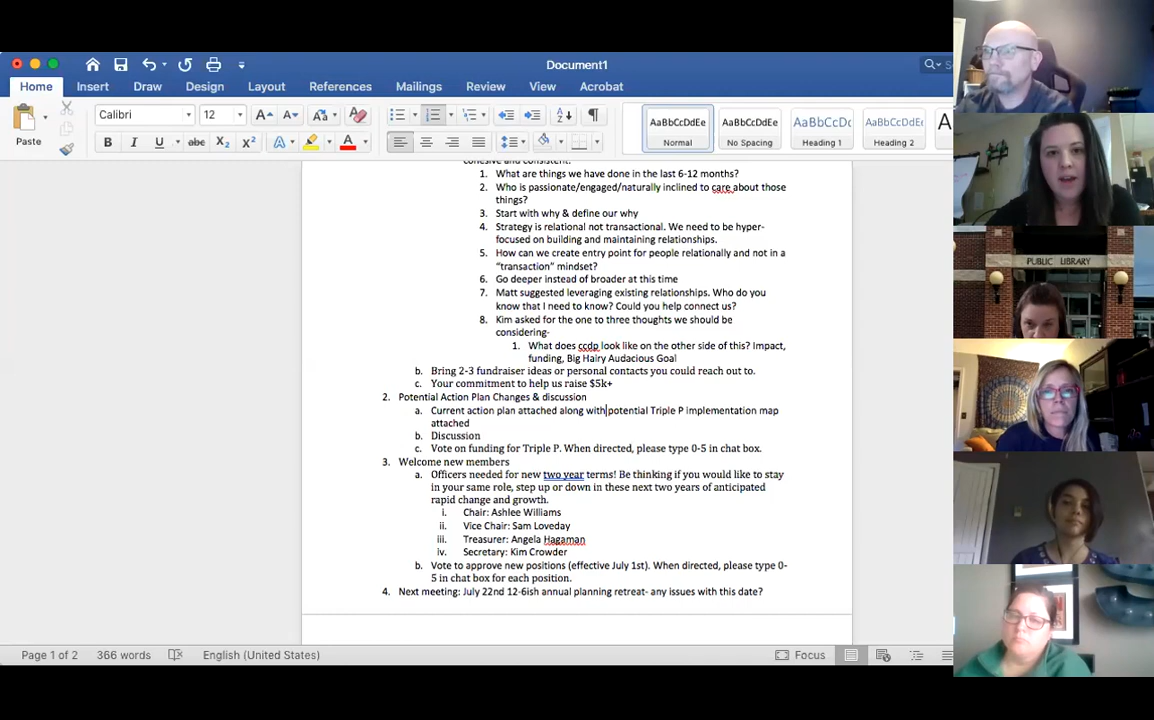 Document1
Home Insert Draw Design Layout References Mailings Review View Acrobat
Calibri 12
Paste
AaBbCcDdEe AaBbCcDdEe AaBbCcDc AaBbCcDdEe
Normal No Spacing Heading 1 Heading 2
cohesive and consistent.
1. What are things we have done in the last 6-12 months?
2. Who is passionate/engaged/naturally inclined to care about those
things?
3. Start with why & define our why
4. Strategy is relational not transactional. We need to be hyper-
focused on building and maintaining relationships.
5. How can we create entry point for people relationally and not in a
“transaction” mindset?
6. Go deeper instead of broader at this time
7. Matt suggested leveraging existing relationships. Who do you
know that I need to know? Could you help connect us?
8. Kim asked for the one to three thoughts we should be
considering-
1. What does ccdp look like on the other side of this? Impact,
funding, Big Hairy Audacious Goal
b. Bring 2-3 fundraiser ideas or personal contacts you could reach out to.
c. Your commitment to help us raise $5k+
2. Potential Action Plan Changes & discussion
a. Current action plan attached along with potential Triple P implementation map
attached
b. Discussion
c. Vote on funding for Triple P. When directed, please type 0-5 in chat box.
3. Welcome new members
a. Officers needed for new two year terms! Be thinking if you would like to stay
in your same role, step up or down in these next two years of anticipated
rapid change and growth.
i. Chair: Ashlee Williams
ii. Vice Chair: Sam Loveday
iii. Treasurer: Angela Hagaman
iv. Secretary: Kim Crowder
b. Vote to approve new positions (effective July 1st). When directed, please type 0-
5 in chat box for each position.
4. Next meeting: July 22nd 12-6ish annual planning retreat- any issues with this date?
Page 1 of 2 366 words English (United States) Focus
PUBLIC LIBRARY